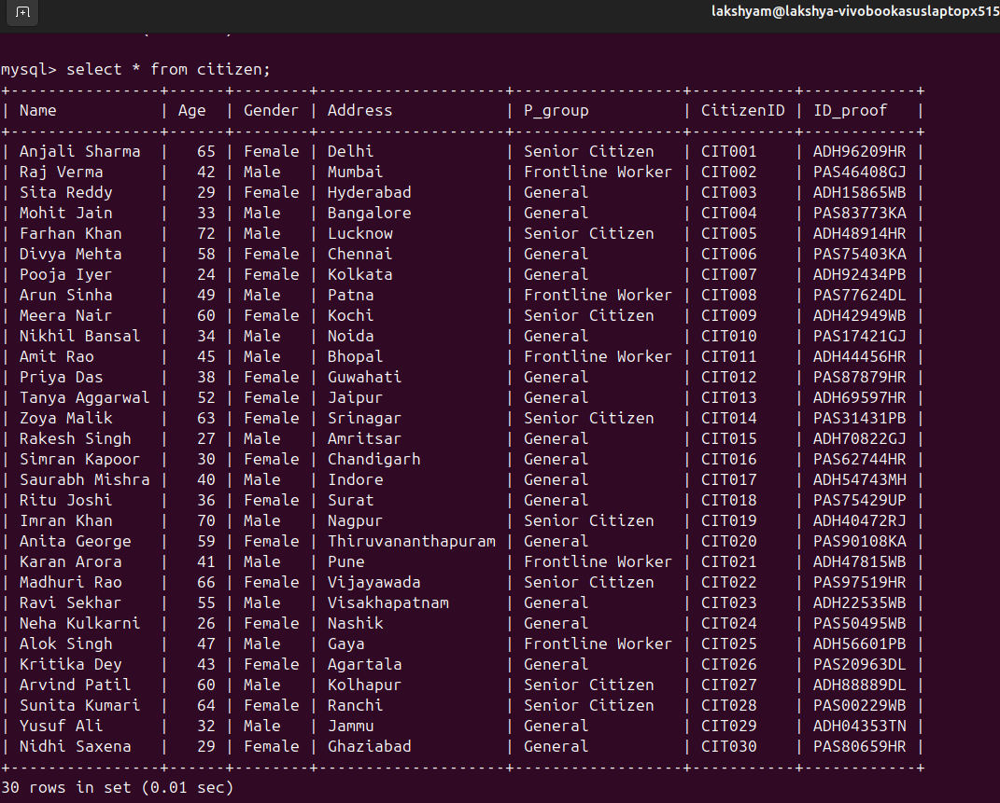 lakshyam@lakshya-vivobookasuslaptopx515
mysql> select * from citizen;
+----------------+------+--------+--------------------+------------------+-----------+------------+
| Name           | Age  | Gender | Address            | P_group          | CitizenID | ID_proof   |
+----------------+------+--------+--------------------+------------------+-----------+------------+
| Anjali Sharma  |   65 | Female | Delhi              | Senior Citizen   | CIT001    | ADH96209HR |
| Raj Verma      |   42 | Male   | Mumbai             | Frontline Worker | CIT002    | PAS46408GJ |
| Sita Reddy     |   29 | Female | Hyderabad          | General          | CIT003    | ADH15865WB |
| Mohit Jain     |   33 | Male   | Bangalore          | General          | CIT004    | PAS83773KA |
| Farhan Khan    |   72 | Male   | Lucknow            | Senior Citizen   | CIT005    | ADH48914HR |
| Divya Mehta    |   58 | Female | Chennai            | General          | CIT006    | PAS75403KA |
| Pooja Iyer     |   24 | Female | Kolkata            | General          | CIT007    | ADH92434PB |
| Arun Sinha     |   49 | Male   | Patna              | Frontline Worker | CIT008    | PAS77624DL |
| Meera Nair     |   60 | Female | Kochi              | Senior Citizen   | CIT009    | ADH42949WB |
| Nikhil Bansal  |   34 | Male   | Noida              | General          | CIT010    | PAS17421GJ |
| Amit Rao       |   45 | Male   | Bhopal             | Frontline Worker | CIT011    | ADH44456HR |
| Priya Das      |   38 | Female | Guwahati           | General          | CIT012    | PAS87879HR |
| Tanya Aggarwal |   52 | Female | Jaipur             | General          | CIT013    | ADH69597HR |
| Zoya Malik     |   63 | Female | Srinagar           | Senior Citizen   | CIT014    | PAS31431PB |
| Rakesh Singh   |   27 | Male   | Amritsar           | General          | CIT015    | ADH70822GJ |
| Simran Kapoor  |   30 | Female | Chandigarh         | General          | CIT016    | PAS62744HR |
| Saurabh Mishra |   40 | Male   | Indore             | General          | CIT017    | ADH54743MH |
| Ritu Joshi     |   36 | Female | Surat              | General          | CIT018    | PAS75429UP |
| Imran Khan     |   70 | Male   | Nagpur             | Senior Citizen   | CIT019    | ADH40472RJ |
| Anita George   |   59 | Female | Thiruvananthapuram | General          | CIT020    | PAS90108KA |
| Karan Arora    |   41 | Male   | Pune               | Frontline Worker | CIT021    | ADH47815WB |
| Madhuri Rao    |   66 | Female | Vijayawada         | Senior Citizen   | CIT022    | PAS97519HR |
| Ravi Sekhar    |   55 | Male   | Visakhapatnam      | General          | CIT023    | ADH22535WB |
| Neha Kulkarni  |   26 | Female | Nashik             | General          | CIT024    | PAS50495WB |
| Alok Singh     |   47 | Male   | Gaya               | Frontline Worker | CIT025    | ADH56601PB |
| Kritika Dey    |   43 | Female | Agartala           | General          | CIT026    | PAS20963DL |
| Arvind Patil   |   60 | Male   | Kolhapur           | Senior Citizen   | CIT027    | ADH88889DL |
| Sunita Kumari  |   64 | Female | Ranchi             | Senior Citizen   | CIT028    | PAS00229WB |
| Yusuf Ali      |   32 | Male   | Jammu              | General          | CIT029    | ADH04353TN |
| Nidhi Saxena   |   29 | Female | Ghaziabad          | General          | CIT030    | PAS80659HR |
+----------------+------+--------+--------------------+------------------+-----------+------------+
30 rows in set (0.01 sec)